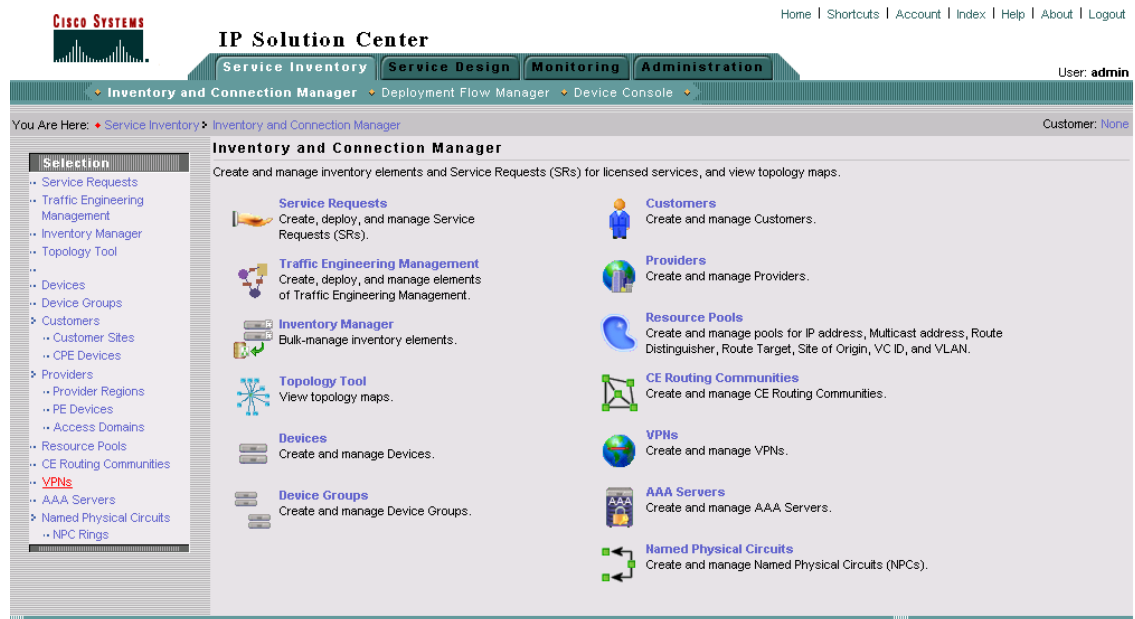 CISCO SYSTEMS
Home | Shortcuts | Account | Index | Help | About | Logout
IP Solution Center
Service Inventory Service Design Monitoring Administration
User: admin
Inventory and Connection Manager Deployment Flow Manager Device Console
You Are Here: Service Inventory Inventory and Connection Manager
Customer: None
Selection
Service Requests
Traffic Engineering
Management
Inventory Manager
Topology Tool
Devices
Device Groups
Customers
Customer Sites
CPE Devices
Providers
Provider Regions
PE Devices
Access Domains
Resource Pools
CE Routing Communities
VPNs
AAA Servers
Named Physical Circuits
NPC Rings
Inventory and Connection Manager
Create and manage inventory elements and Service Requests (SRs) for licensed services, and view topology maps.
Service Requests
Create, deploy, and manage Service
Requests (SRs).
Traffic Engineering Management
Create, deploy, and manage elements
of Traffic Engineering Management.
Inventory Manager
Bulk-manage inventory elements.
Topology Tool
View topology maps.
Devices
Create and manage Devices.
Device Groups
Create and manage Device Groups.
Customers
Create and manage Customers.
Providers
Create and manage Providers.
Resource Pools
Create and manage pools for IP address, Multicast address, Route
Distinguisher, Route Target, Site of Origin, VC ID, and VLAN.
CE Routing Communities
Create and manage CE Routing Communities.
VPNs
Create and manage VPNs.
AAA
AAA Servers
Create and manage AAA Servers.
Named Physical Circuits
Create and manage Named Physical Circuits (NPCs).